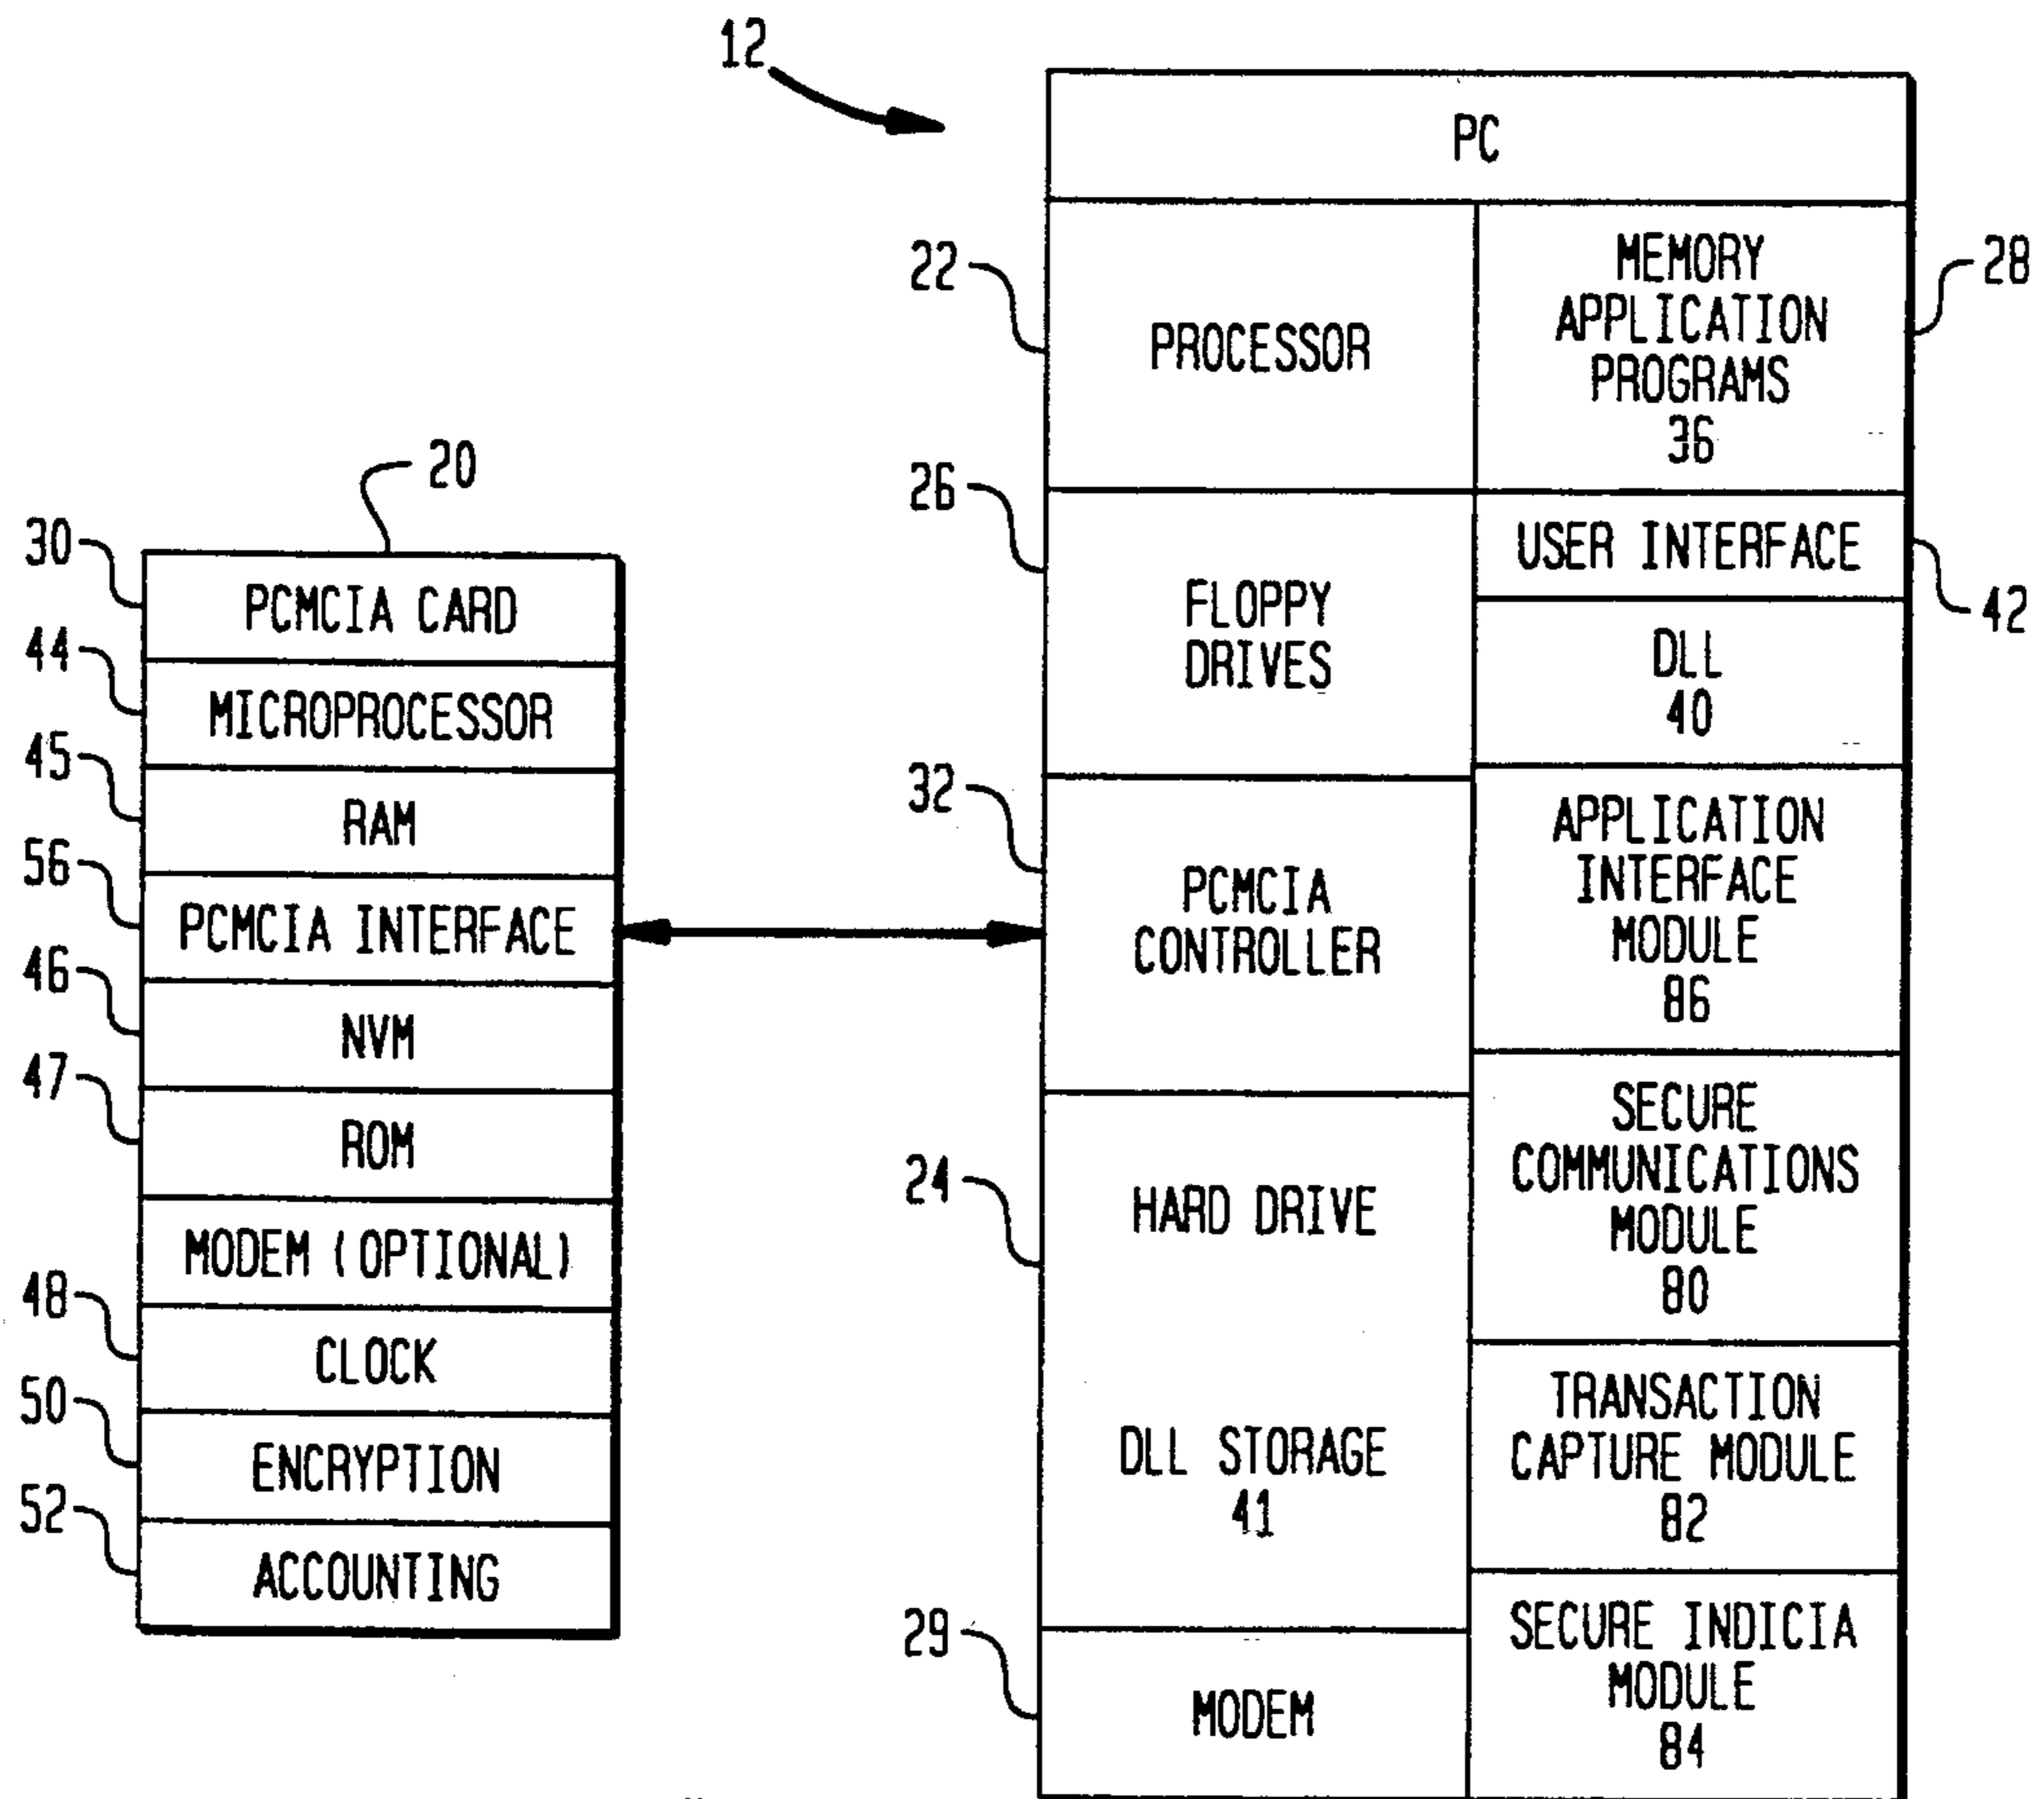 12
PC
22
PROCESSOR
MEMORY
APPLICATION
PROGRAMS
36
28
26
FLOPPY
DRIVES
USER INTERFACE
42
DLL
40
32
PCMCIA
CONTROLLER
APPLICATION
INTERFACE
MODULE
86
24
HARD DRIVE
SECURE
COMMUNICATIONS
MODULE
80
DLL STORAGE
41
TRANSACTION
CAPTURE MODULE
82
29
MODEM
SECURE INDICIA
MODULE
84
20
30
PCMCIA CARD
44
MICROPROCESSOR
45
RAM
56
PCMCIA INTERFACE
46
NVM
47
ROM
MODEM (OPTIONAL)
48
CLOCK
50
ENCRYPTION
52
ACCOUNTING